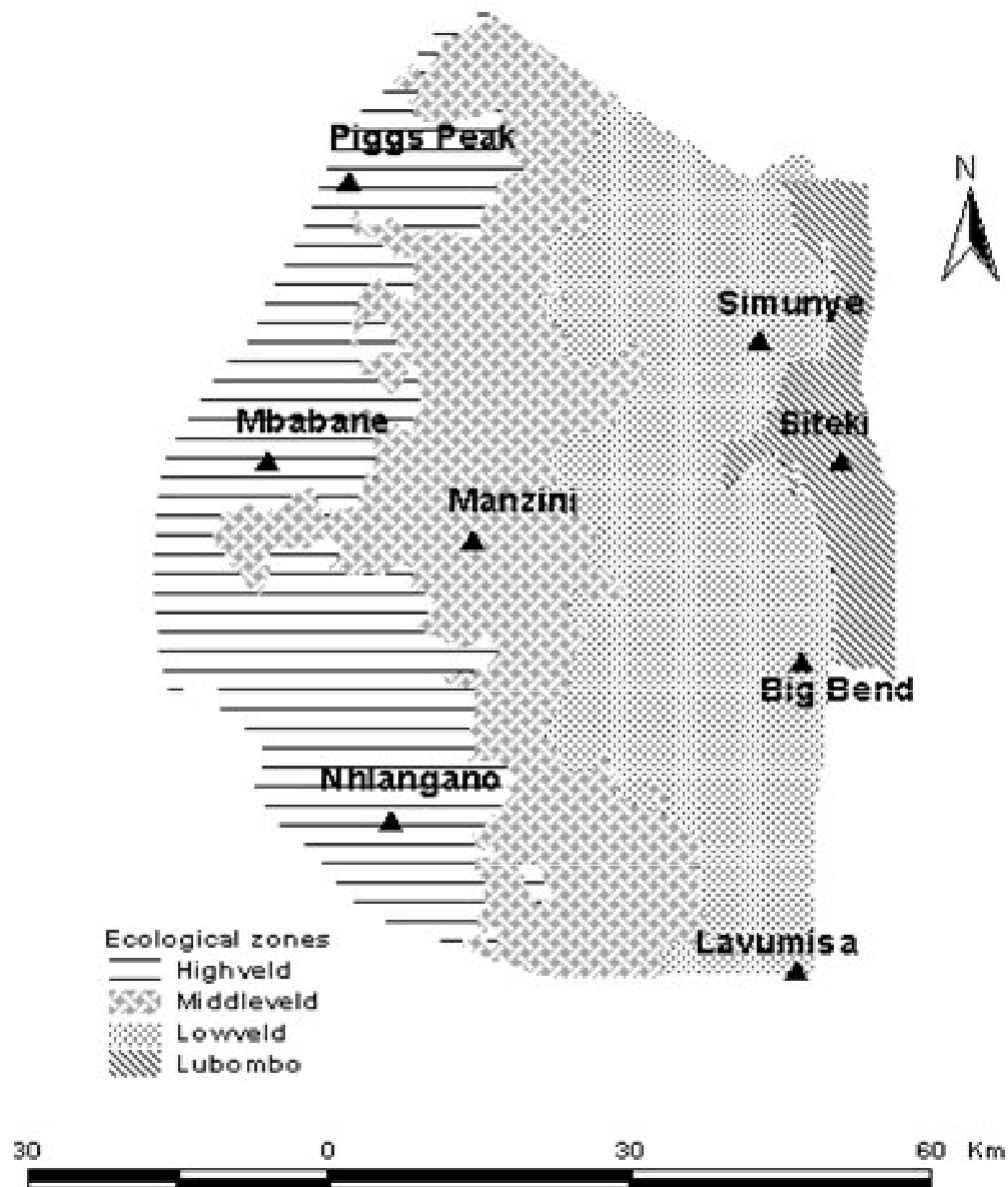 Piggs Peak
N
Simunye
Mbabane
Siteki
Manzini
Big Bend
Nhlangano
Lavumisa
Ecological zones
Highveld
Middleveld
Lowveld
Lubombo
30 0 30 60 Km